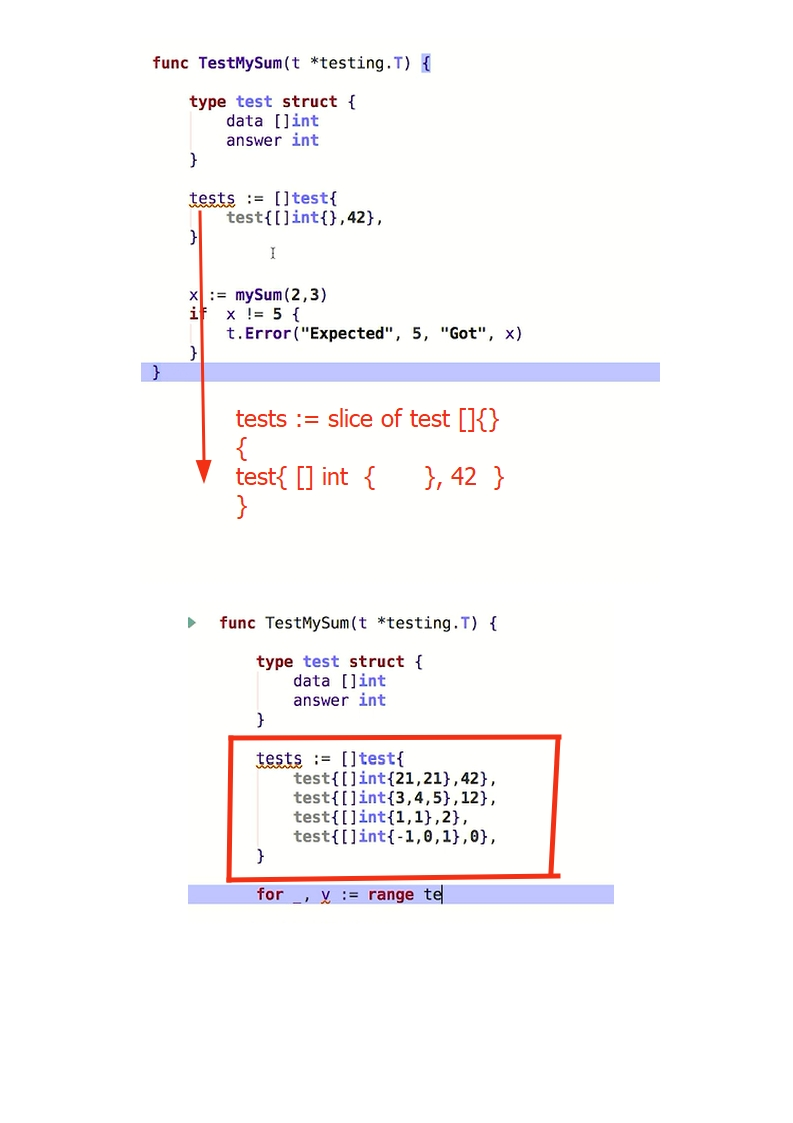 func TestMySum(t *testing.T) {
type test struct {
data []int
answer int
}
tests := []test{
test{[]int{},42},
}
x := mySum(2,3)
if x != 5 {
t.Error("Expected", 5, "Got", x)
}
}
tests := slice of test []{}
{
test{ [] int { }, 42 }
}
func TestMySum(t *testing.T) {
type test struct {
data []int
answer int
}
tests := []test{
test{[]int{21,21},42},
test{[]int{3,4,5},12},
test{[]int{1,1},2},
test{[]int{-1,0,1},0},
}
for _, v := range te